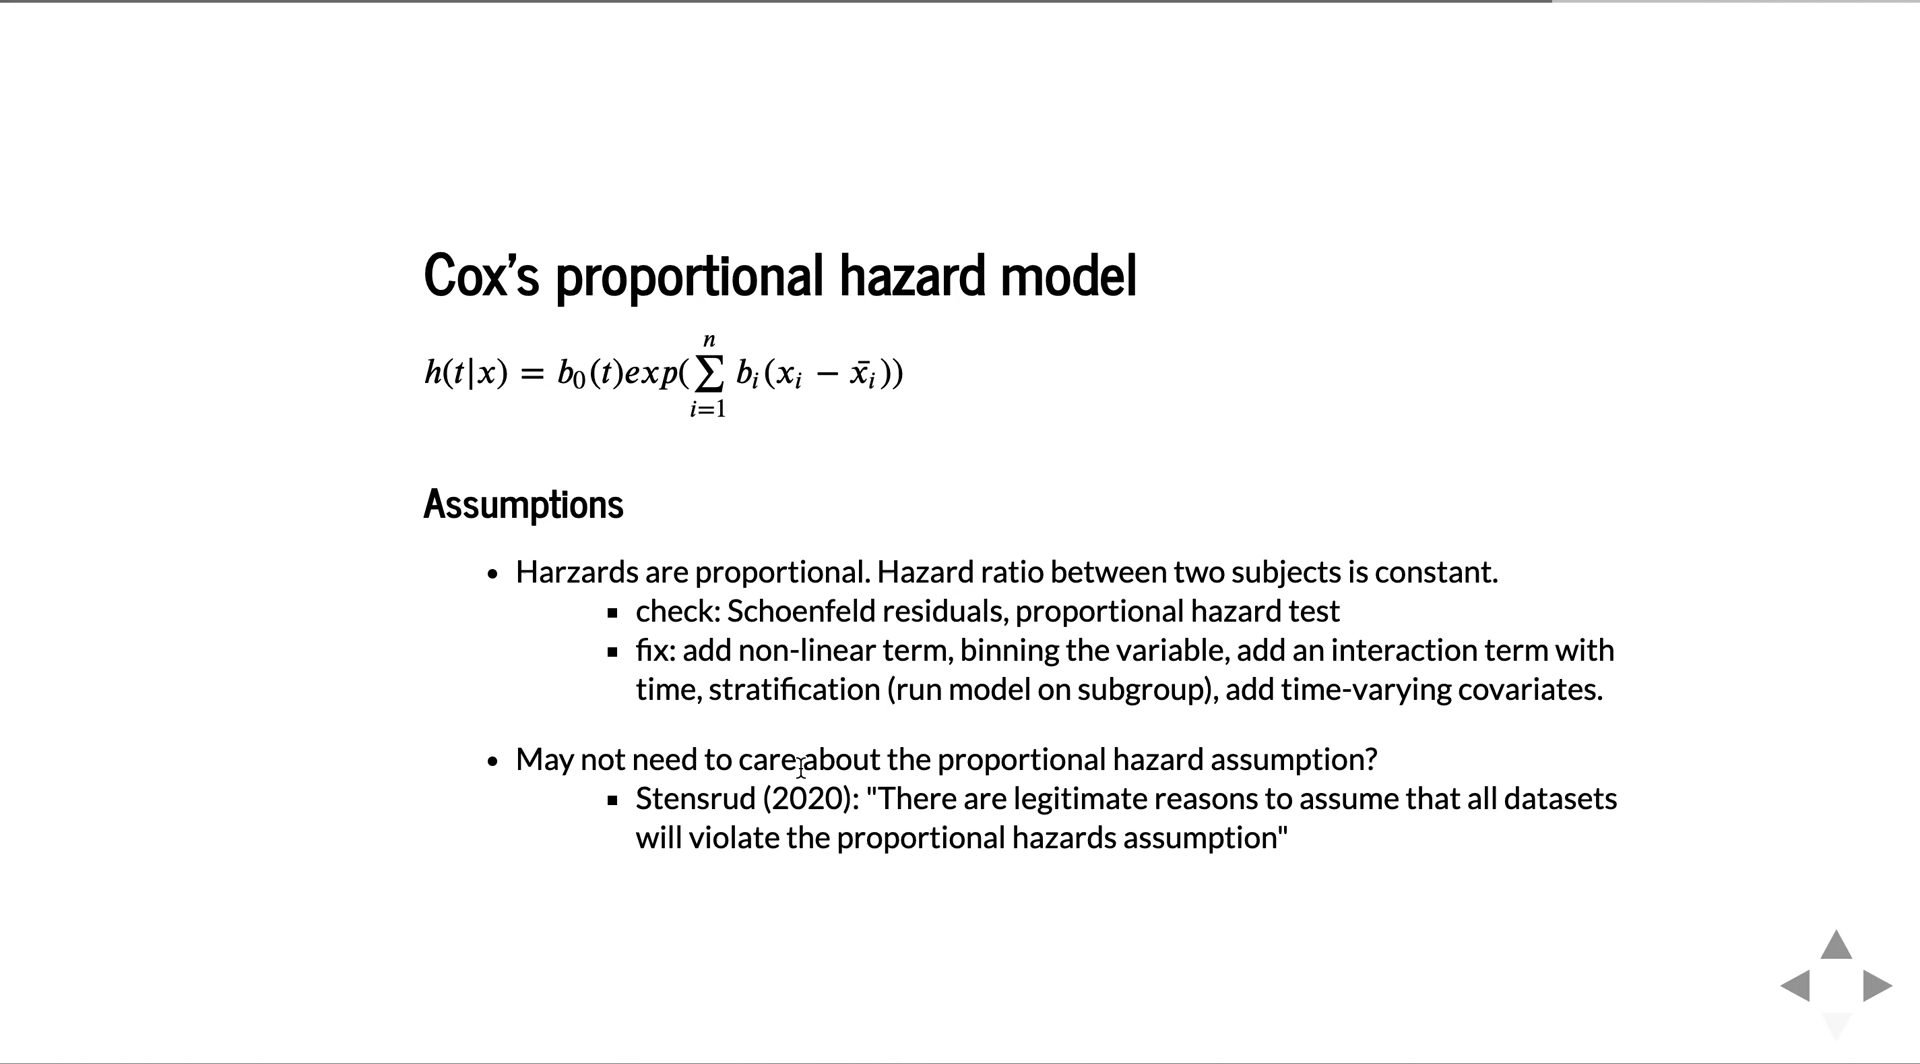 Cox's proportional hazard model
h(t|x) = b₀(t)exp(∑ⁿᵢ₌₁ bᵢ(xᵢ − x̄ᵢ))
Assumptions
• Harzards are proportional. Hazard ratio between two subjects is constant.
▪ check: Schoenfeld residuals, proportional hazard test
▪ fix: add non-linear term, binning the variable, add an interaction term with
time, stratification (run model on subgroup), add time-varying covariates.
• May not need to care about the proportional hazard assumption?
▪ Stensrud (2020): "There are legitimate reasons to assume that all datasets
will violate the proportional hazards assumption"